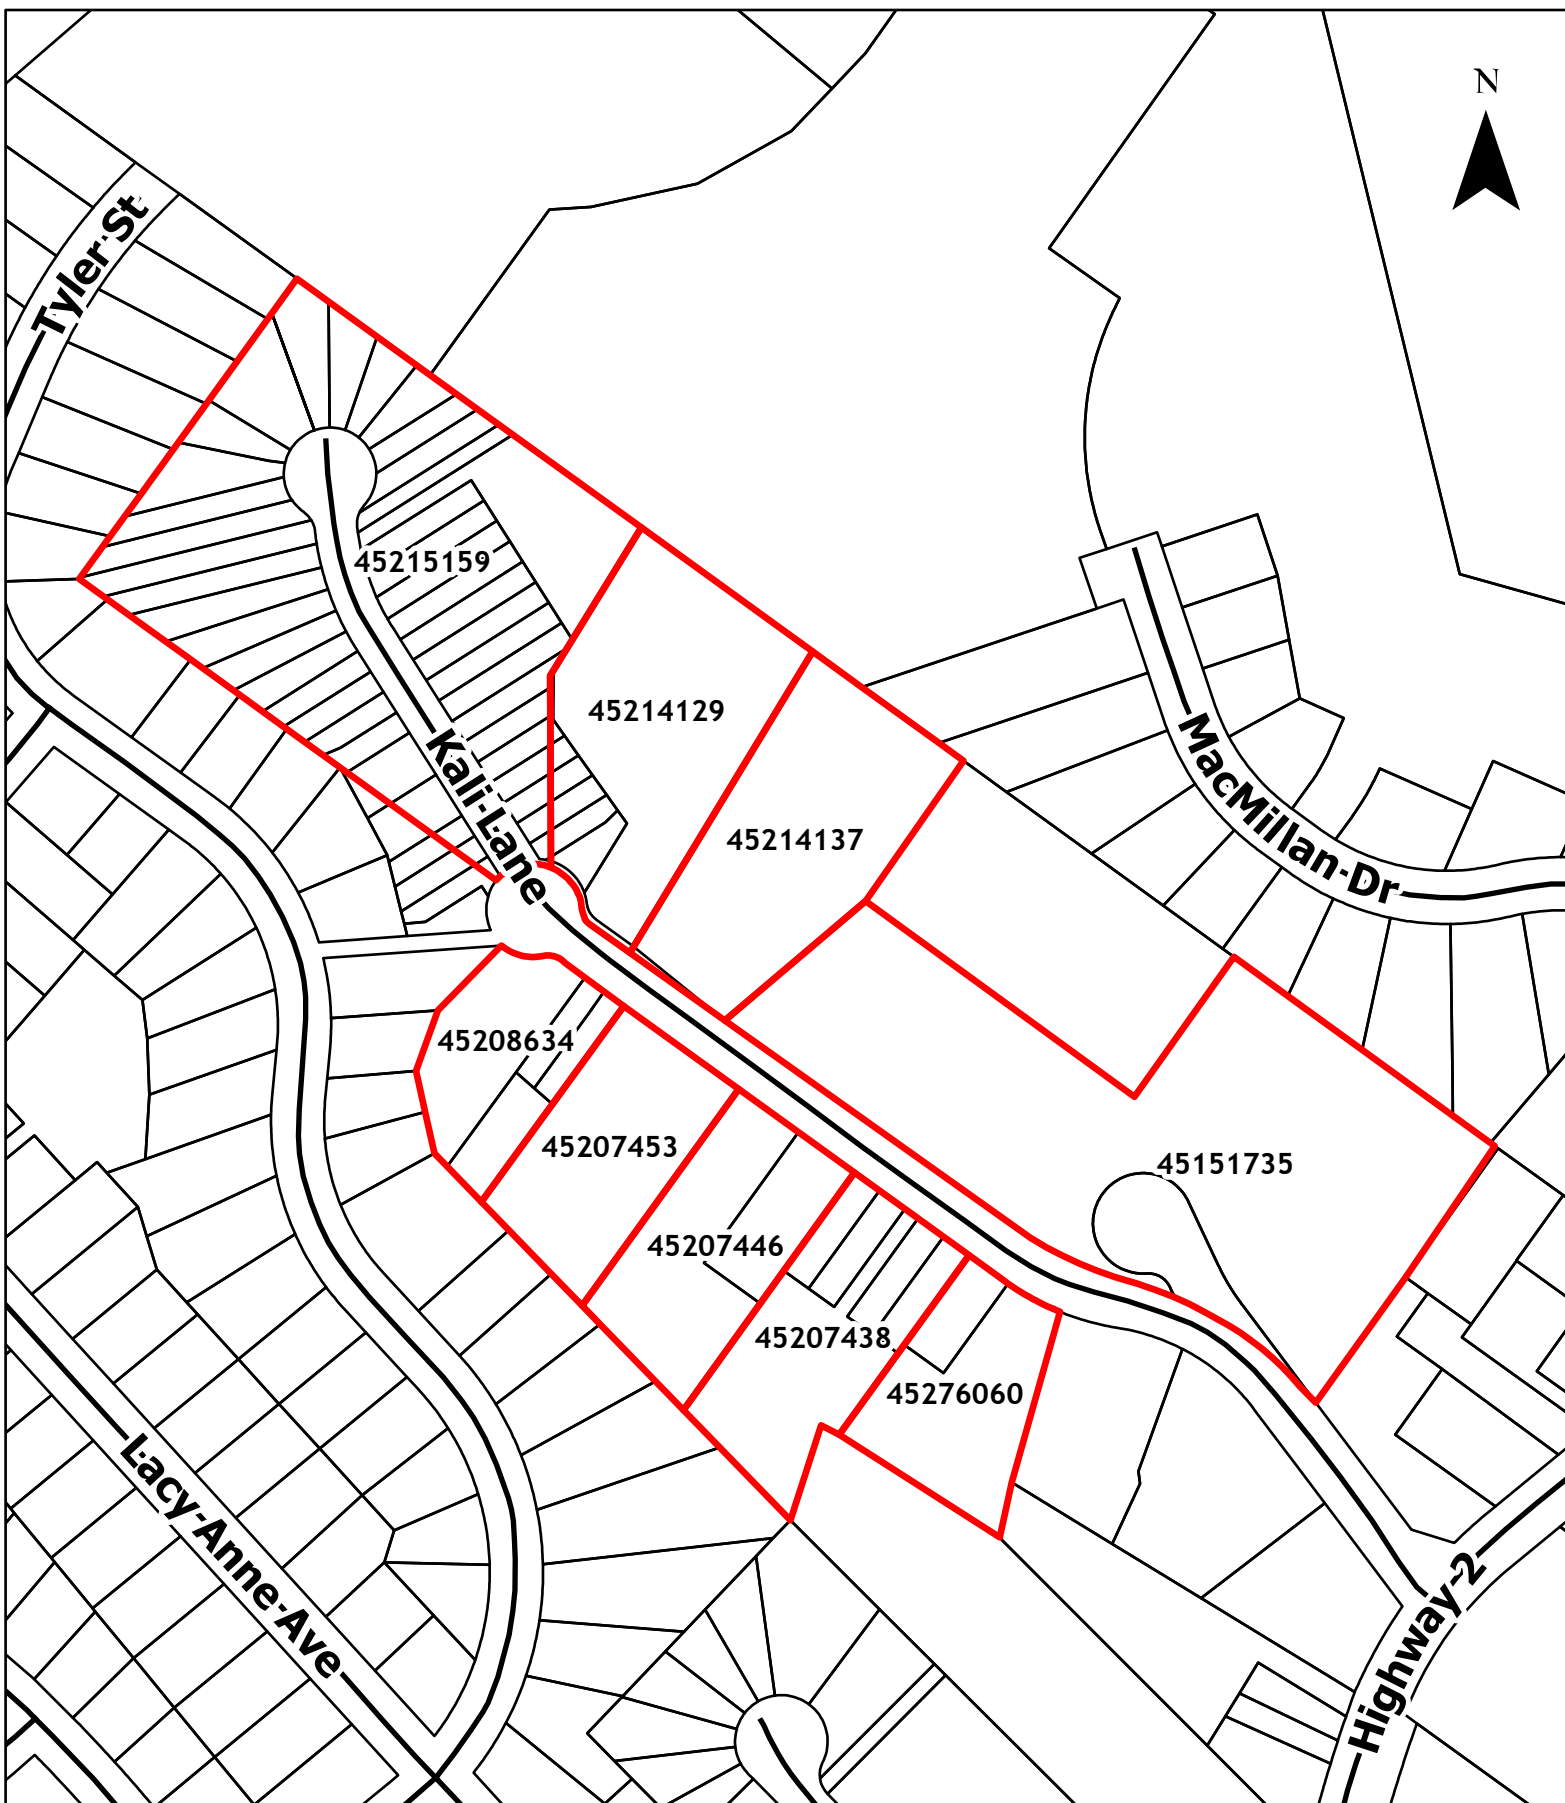 N
Tyler St
45215159
45214129
Kali Lane
MacMillan Dr
45214137
45208634
45207453
45151735
45207446
45207438
45276060
Lacy Anne Ave
Highway 2